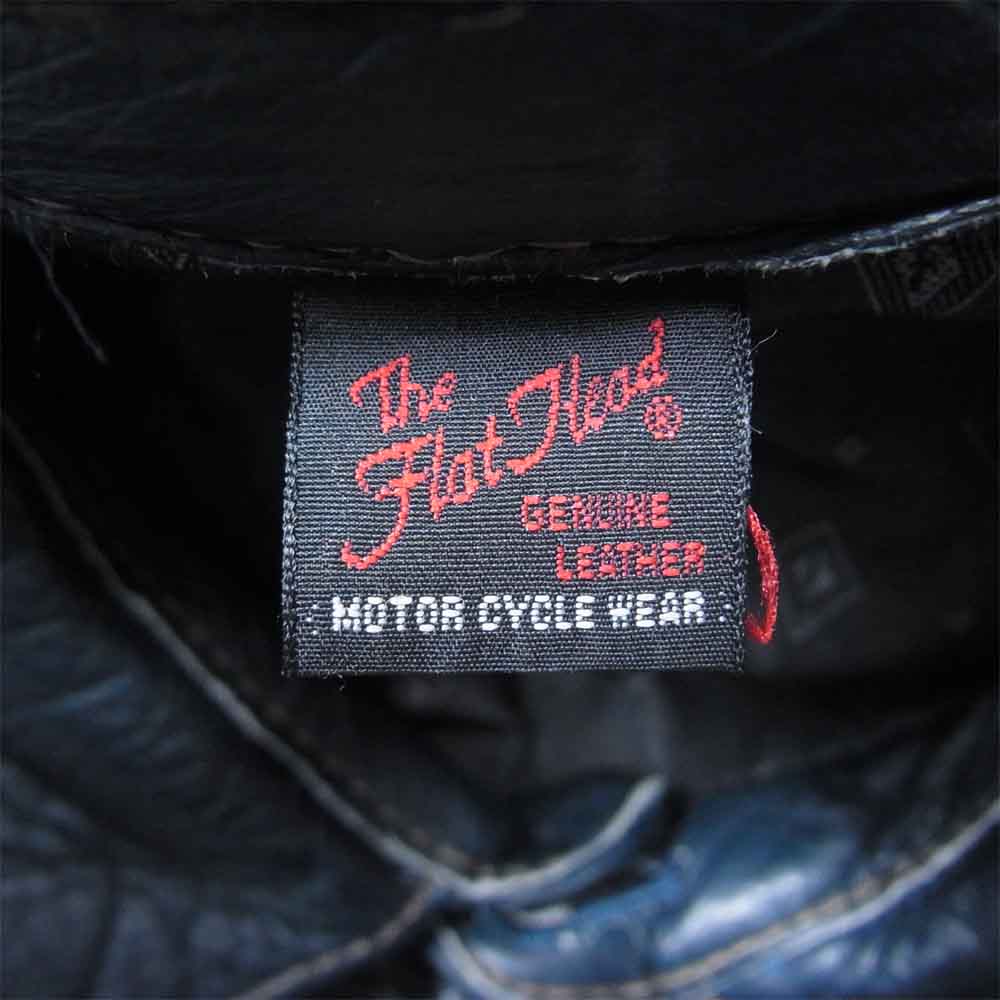 The
Flat Head®
GENUINE
LEATHER
MOTOR CYCLE WEAR